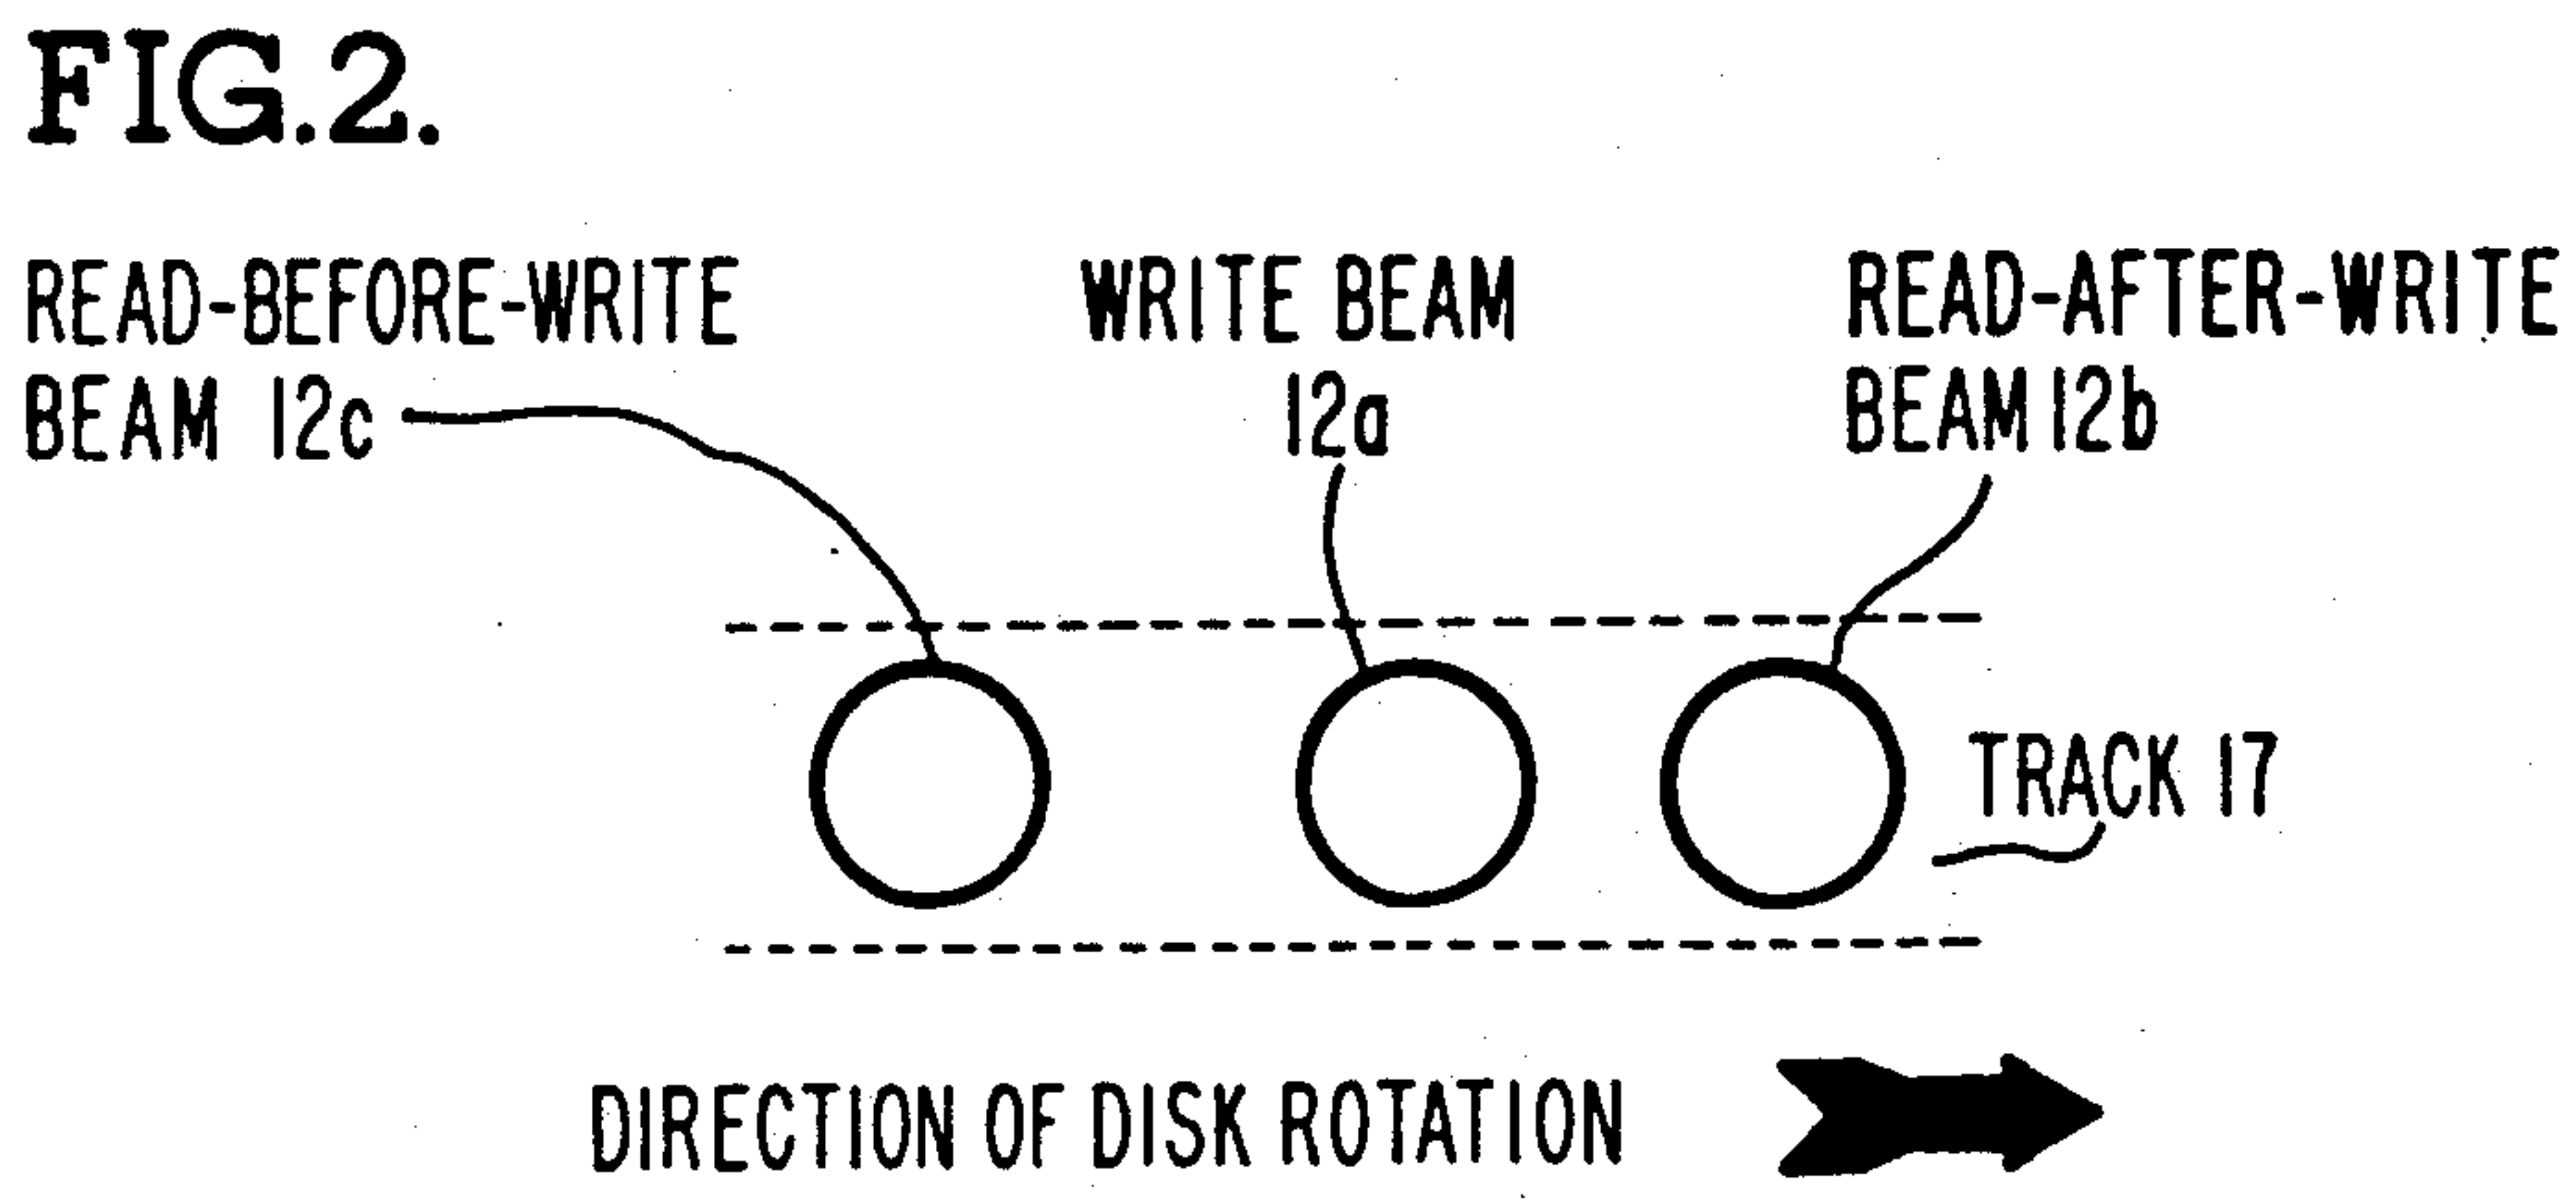 FIG.2.
READ-BEFORE-WRITE
BEAM 12c
WRITE BEAM
12a
READ-AFTER-WRITE
BEAM 12b
TRACK 17
DIRECTION OF DISK ROTATION